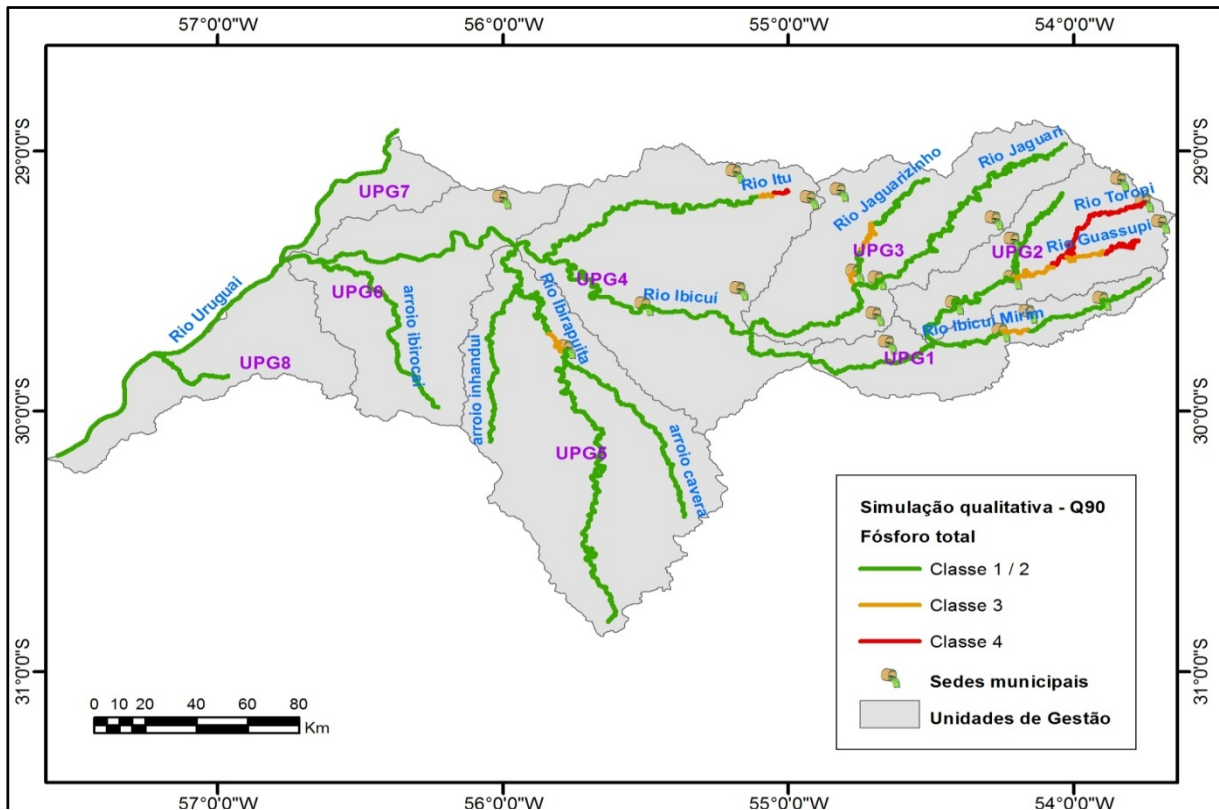 57°0'0"W 56°0'0"W 55°0'0"W 54°0'0"W
29°0'0"S 29°0'0"S
Rio Jaguari
Rio Itu
Rio Jaguarizinho
UPG7
Rio Toropi
Rio Guassupi
UPG3 UPG2
UPG4
UPG6
Rio Ibicuí
Rio Uruguai
arroio ibirocai
Rio Ibirapuita
Rio Ibicuí Mirim
UPG8
UPG1
arroio inhandui
30°0'0"S 30°0'0"S
UPG5
arroio cavera
Simulação qualitativa - Q90
Fósforo total
Classe 1 / 2
Classe 3
Classe 4
Sedes municipais
Unidades de Gestão
31°0'0"S 31°0'0"S
0 10 20 40 60 80
Km
57°0'0"W 56°0'0"W 55°0'0"W 54°0'0"W